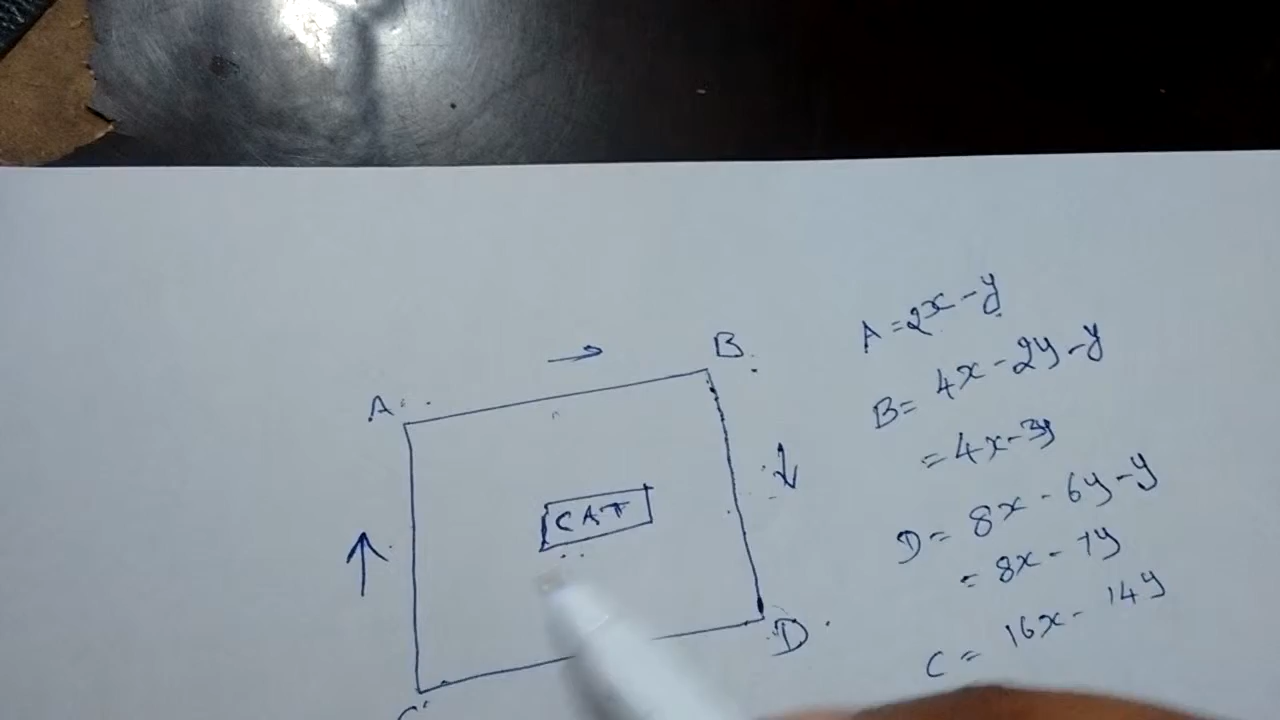 A = 2x - y
B = 4x - 2y - y
= 4x - 3y
D = 8x - 6y - y
= 8x - 7y
C = 16x - 14y
→
B
A
CAT
↓
↑
D
C